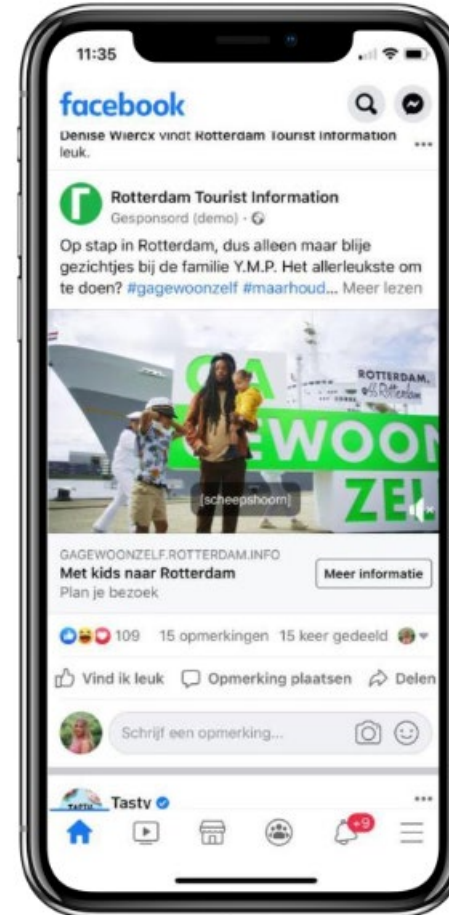 11:35
facebook
Denise Wiercx vindt Rotterdam Tourist Information
leuk.
Rotterdam Tourist Information
Gesponsord (demo) ·
Op stap in Rotterdam, dus alleen maar blije
gezichtjes bij de familie Y.M.P. Het allerleukste om
te doen? #gagewoonzelf #maarhoud... Meer lezen
GA
GEWOON
ZEL
ROTTERDAM.
SS Rotterdam
[scheepshoorn]
GAGEWOONZELF.ROTTERDAM.INFO
Met kids naar Rotterdam
Plan je bezoek
Meer informatie
109 15 opmerkingen 15 keer gedeeld
Vind ik leuk Opmerking plaatsen Delen
Schrijf een opmerking...
Tasty
+9